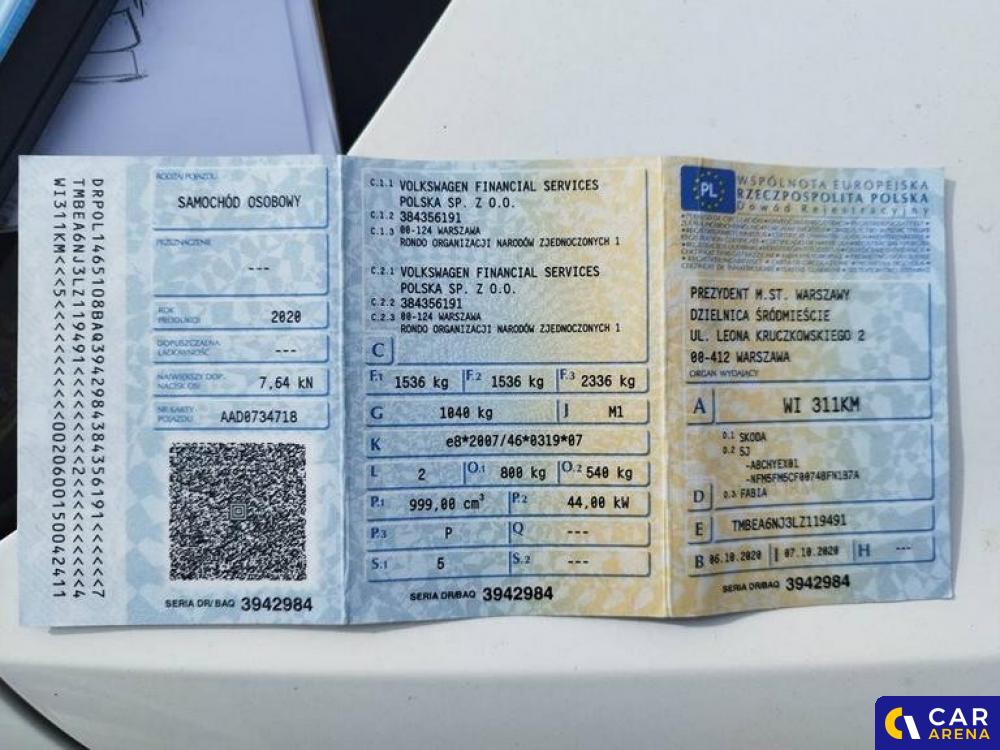 DRPOL1465108BAQ3942984384356191<<<<<<7
TMBEA6NJ3LZ119491<<<<<<<2<<<<<<<<<<<<4
WI311KM<<<5<<<<<<<<<<<0020600150042411
RODZAJ POJAZDU
SAMOCHÓD OSOBOWY
PRZEZNACZENIE
---
ROK PRODUKCJI
2020
DOPUSZCZALNA ŁADOWNOŚĆ
---
NAJWIĘKSZY DOP. NACISK OSI
7,64 kN
NR KARTY POJAZDU
AAD0734718
SERIA DR/BAQ 3942984
C.1.1 VOLKSWAGEN FINANCIAL SERVICES
POLSKA SP. Z O.O.
C.1.2 384356191
C.1.3 00-124 WARSZAWA
RONDO ORGANIZACJI NARODÓW ZJEDNOCZONYCH 1
C.2.1 VOLKSWAGEN FINANCIAL SERVICES
POLSKA SP. Z O.O.
C.2.2 384356191
C.2.3 00-124 WARSZAWA
RONDO ORGANIZACJI NARODÓW ZJEDNOCZONYCH 1
C
F.1 1536 kg F.2 1536 kg F.3 2336 kg
G 1040 kg J M1
K e8*2007/46*0319*07
L 2 O.1 800 kg O.2 540 kg
P.1 999,00 cm³ P.2 44,00 kW
P.3 P Q ---
S.1 5 S.2 ---
SERIA DR/BAQ 3942984
PL
WSPÓLNOTA EUROPEJSKA
RZECZPOSPOLITA POLSKA
Dowód Rejestracyjny
PREZYDENT M.ST. WARSZAWY
DZIELNICA ŚRÓDMIEŚCIE
UL. LEONA KRUCZKOWSKIEGO 2
00-412 WARSZAWA
ORGAN WYDAJĄCY
A WI 311KM
D.1 SKODA
D.2 SJ
-ABCHYEX01
-NFM5FM5CF0074BFN1B7A
D D.3 FABIA
E TMBEA6NJ3LZ119491
B 06.10.2020 I 07.10.2020 H ---
SERIA DR/BAQ 3942984
CAR
ARENA